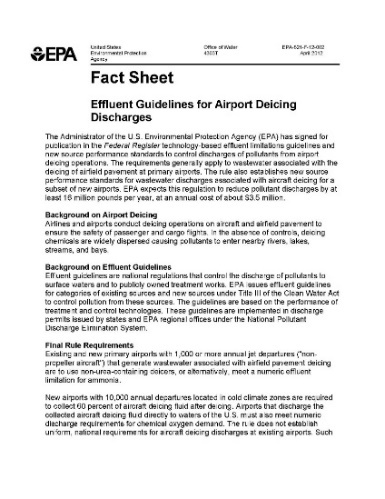 United States
Environmental Protection
Agency
Office of Water
4303T
EPA-821-F-12-003
April 2012
EPA
Fact Sheet
Effluent Guidelines for Airport Deicing
Discharges
The Administrator of the U.S. Environmental Protection Agency (EPA) has signed for
publication in the Federal Register technology-based effluent limitations guidelines and
new source performance standards to control discharges of pollutants from airport
deicing operations. The requirements generally apply to wastewater associated with the
deicing of airfield pavement at primary airports. The rule also establishes new source
performance standards for wastewater discharges associated with aircraft deicing for a
subset of new airports. EPA expects this regulation to reduce pollutant discharges by at
least 16 million pounds per year, at an annual cost of about $3.5 million.
Background on Airport Deicing
Airlines and airports conduct deicing operations on aircraft and airfield pavement to
ensure the safety of passenger and cargo flights. In the absence of controls, deicing
chemicals are widely dispersed causing pollutants to enter nearby rivers, lakes,
streams, and bays.
Background on Effluent Guidelines
Effluent guidelines are national regulations that control the discharge of pollutants to
surface waters and to publicly owned treatment works. EPA issues effluent guidelines
for categories of existing sources and new sources under Title III of the Clean Water Act
to control pollution from these sources. The guidelines are based on the performance of
treatment and control technologies. These guidelines are implemented in discharge
permits issued by states and EPA regional offices under the National Pollutant
Discharge Elimination System.
Final Rule Requirements
Existing and new primary airports with 1,000 or more annual jet departures ("non-
propeller aircraft") that generate wastewater associated with airfield pavement deicing
are to use non-urea-containing deicers, or alternatively, meet a numeric effluent
limitation for ammonia.
New airports with 10,000 annual departures located in cold climate zones are required
to collect 60 percent of aircraft deicing fluid after deicing. Airports that discharge the
collected aircraft deicing fluid directly to waters of the U.S. must also meet numeric
discharge requirements for chemical oxygen demand. The rule does not establish
uniform, national requirements for aircraft deicing discharges at existing airports. Such